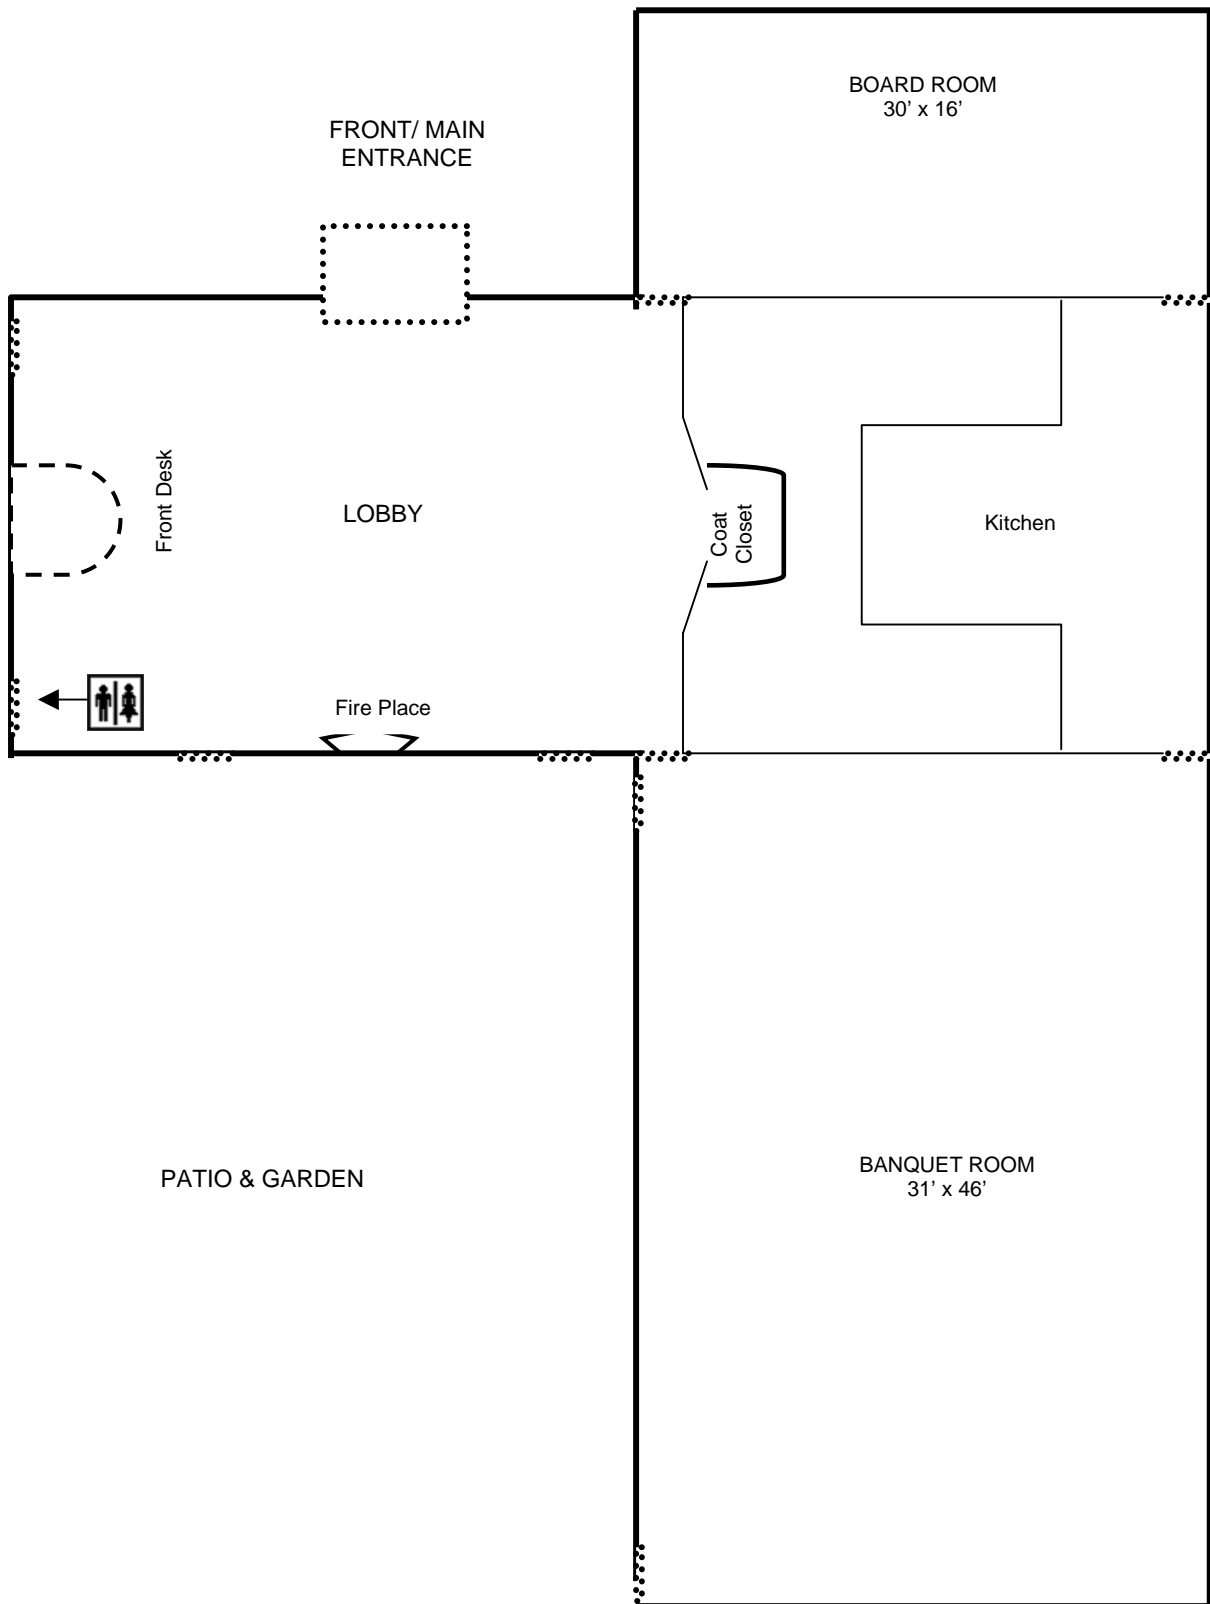 BOARD ROOM
30’ x 16’
FRONT/ MAIN
ENTRANCE
Front Desk
LOBBY
Coat
Closet
Kitchen
Fire Place
PATIO & GARDEN
BANQUET ROOM
31’ x 46’